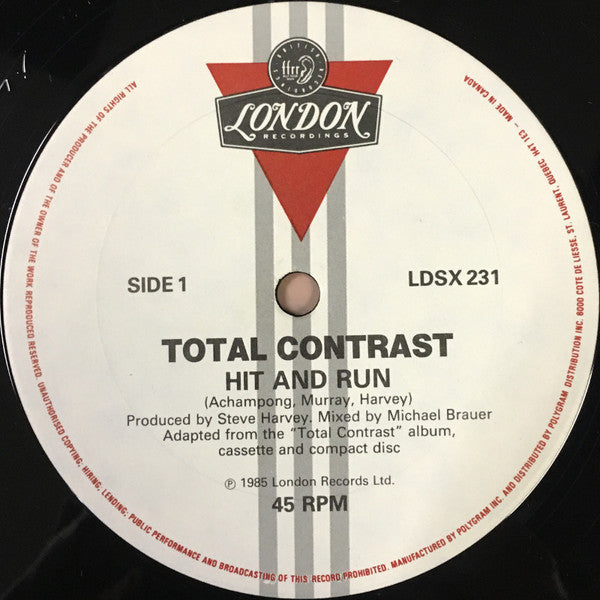 BRITISH
ffrr
LONDON
RECORDINGS
SIDE 1
LDSX 231
TOTAL CONTRAST
HIT AND RUN
(Achampong, Murray, Harvey)
Produced by Steve Harvey. Mixed by Michael Brauer
Adapted from the "Total Contrast" album,
cassette and compact disc
℗ 1985 London Records Ltd.
45 RPM
ALL RIGHTS OF THE PRODUCER AND OF THE OWNER OF THE WORK REPRODUCED RESERVED. UNAUTHORISED COPYING, HIRING, LENDING, PUBLIC PERFORMANCE AND BROADCASTING OF THIS RECORD PROHIBITED. MANUFACTURED BY POLYGRAM INC. AND DISTRIBUTED BY POLYGRAM DISTRIBUTION INC. 8000 COTE DE LIESSE, ST. LAURENT, QUEBEC H4T 1E3 – MADE IN CANADA